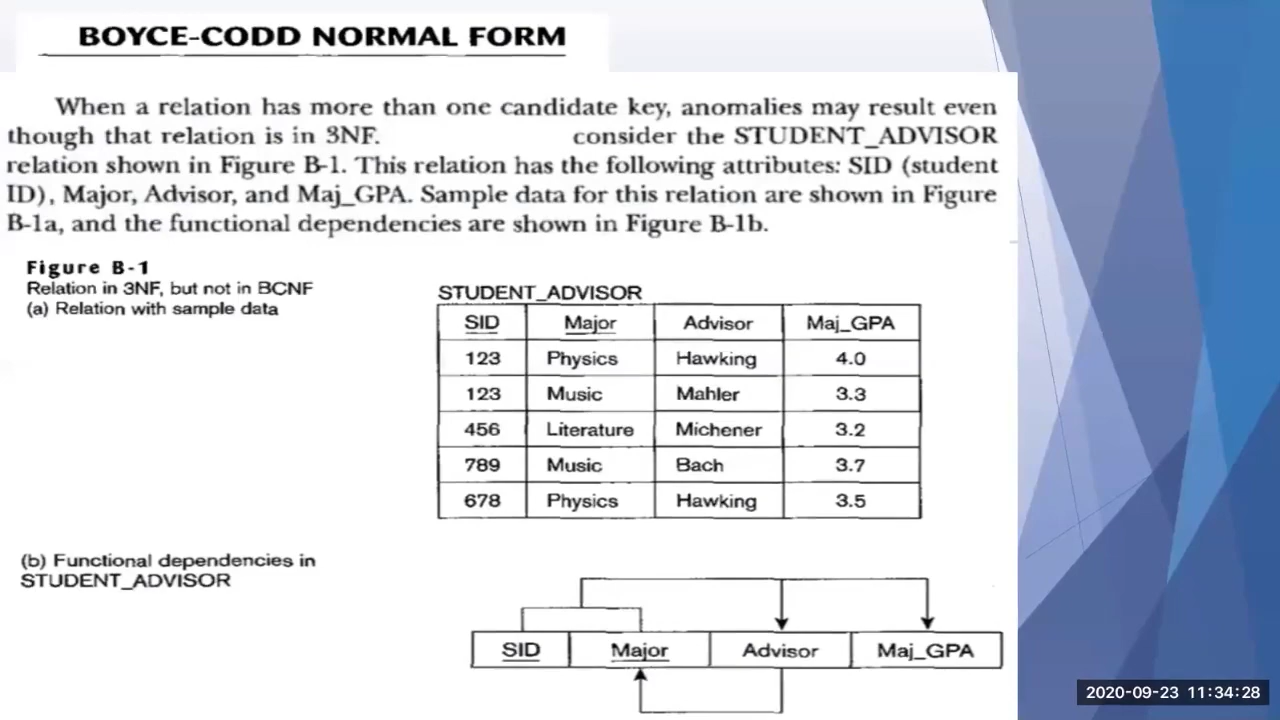 BOYCE-CODD NORMAL FORM
When a relation has more than one candidate key, anomalies may result even
though that relation is in 3NF. consider the STUDENT_ADVISOR
relation shown in Figure B-1. This relation has the following attributes: SID (student
ID), Major, Advisor, and Maj_GPA. Sample data for this relation are shown in Figure
B-1a, and the functional dependencies are shown in Figure B-1b.
Figure B-1
Relation in 3NF, but not in BCNF
(a) Relation with sample data
STUDENT_ADVISOR
SID Major Advisor Maj_GPA
123 Physics Hawking 4.0
123 Music Mahler 3.3
456 Literature Michener 3.2
789 Music Bach 3.7
678 Physics Hawking 3.5
(b) Functional dependencies in
STUDENT_ADVISOR
SID Major Advisor Maj_GPA
2020-09-23 11:34:28